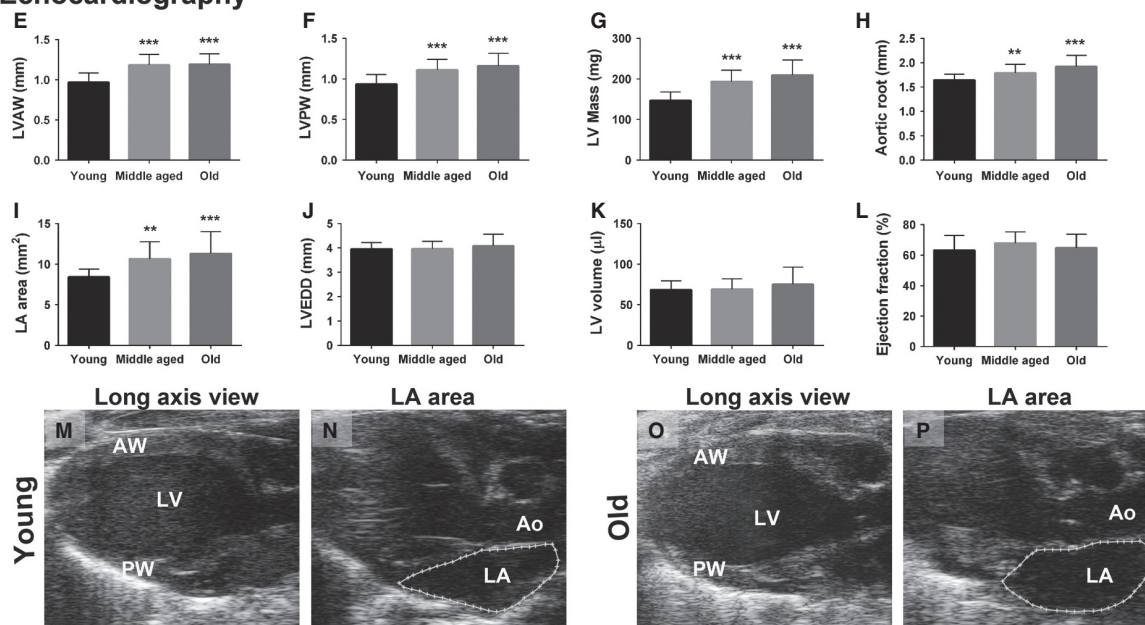 Echocardiography
E
F
G
H
LVAW (mm)
1.5
1.0
0.5
0.0
***
***
Young Middle aged Old
LVPW (mm)
1.5
1.0
0.5
0.0
***
***
Young Middle aged Old
LV Mass (mg)
300
200
100
0
***
***
Young Middle aged Old
Aortic root (mm)
2.5
2.0
1.5
1.0
0.5
0.0
**
***
Young Middle aged Old
I
J
K
L
LA area (mm²)
15
10
5
0
**
***
Young Middle aged Old
LVEDD (mm)
5
4
3
2
1
0
Young Middle aged Old
LV volume (µl)
150
100
50
0
Young Middle aged Old
Ejection fraction (%)
80
60
40
20
0
Young Middle aged Old
Long axis view
LA area
Long axis view
LA area
Young
M
AW
LV
PW
N
Ao
LA
Old
O
AW
LV
PW
P
Ao
LA